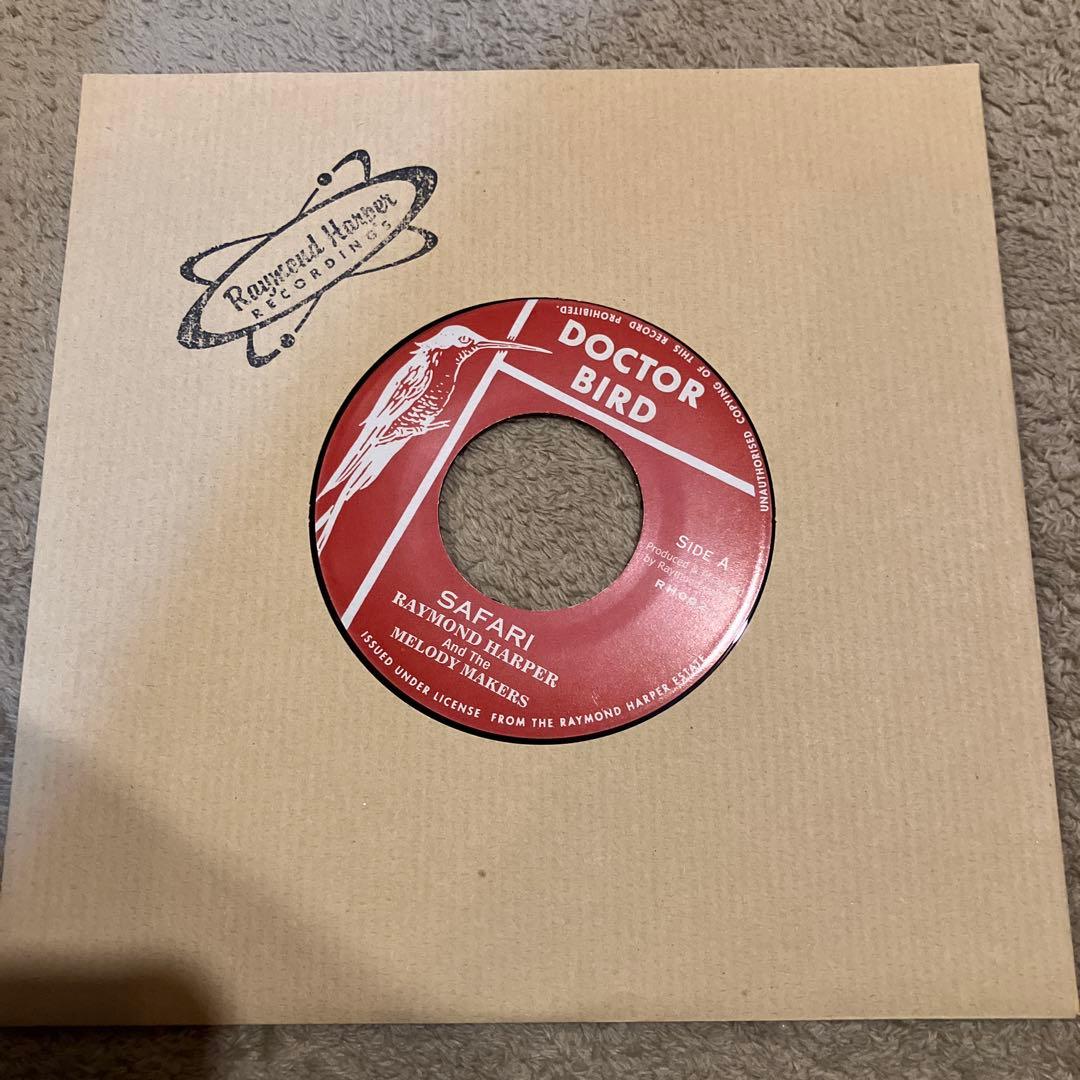 Raymond Harper
RECORDINGS
DOCTOR
BIRD
UNAUTHORISED COPYING OF THIS RECORD PROHIBITED.
SIDE A
Produced &
by Raymond
SAFARI
RAYMOND HARPER
And The
MELODY MAKERS
ISSUED UNDER LICENSE FROM THE RAYMOND HARPER ESTATE